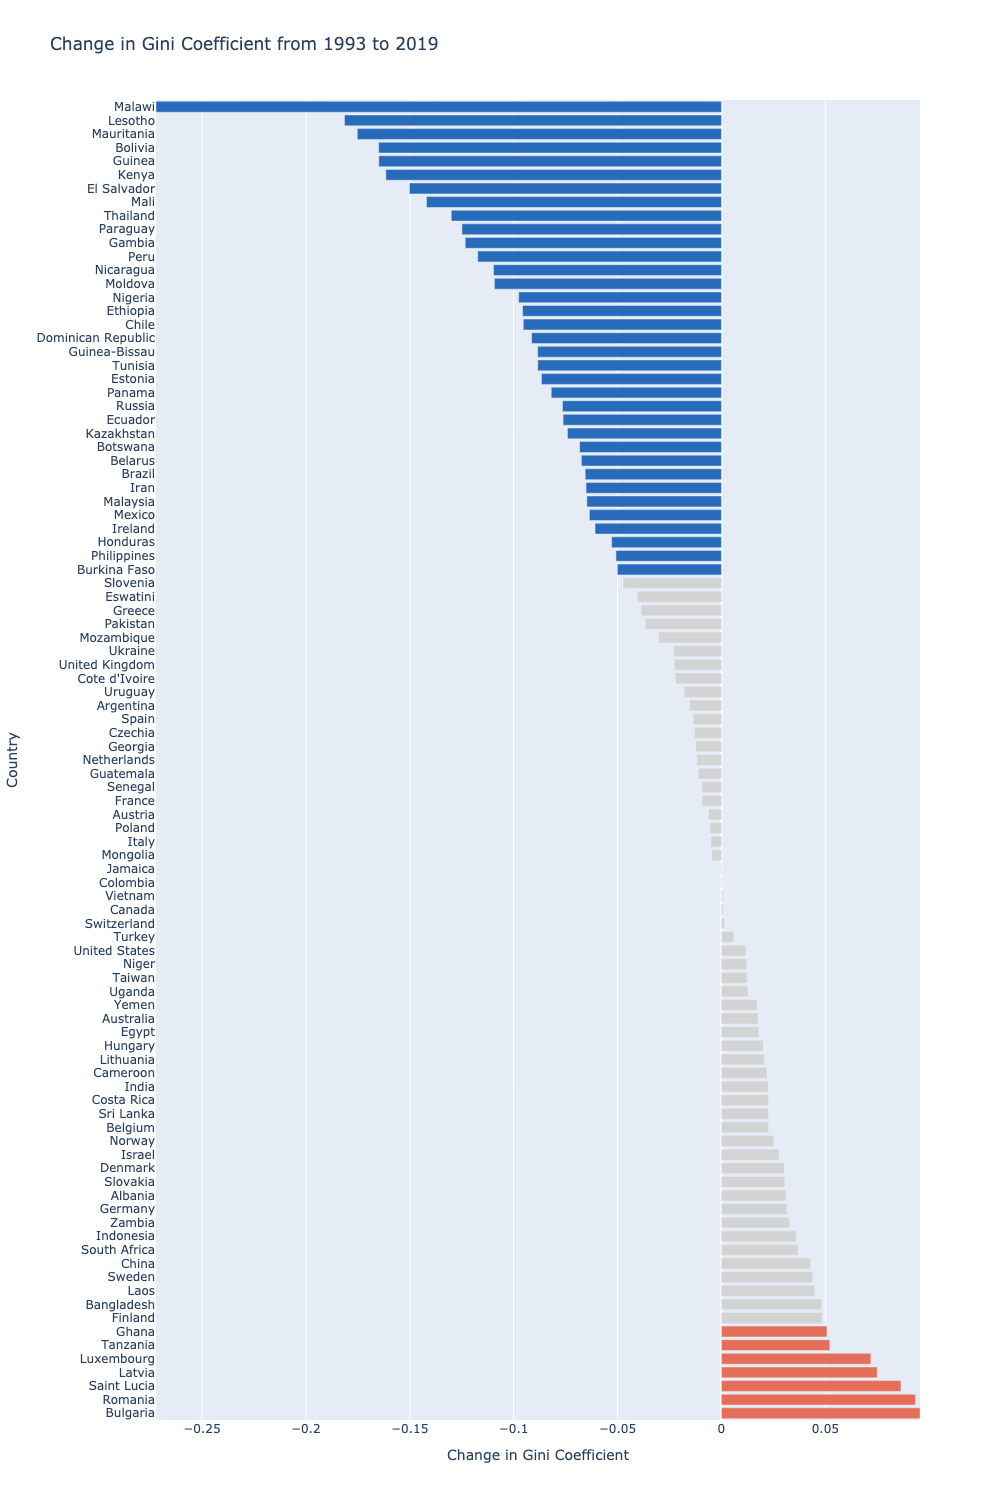 Change in Gini Coefficient from 1993 to 2019
Malawi
Lesotho
Mauritania
Bolivia
Guinea
Kenya
El Salvador
Mali
Thailand
Paraguay
Gambia
Peru
Nicaragua
Moldova
Nigeria
Ethiopia
Chile
Dominican Republic
Guinea-Bissau
Tunisia
Estonia
Panama
Russia
Ecuador
Kazakhstan
Botswana
Belarus
Brazil
Iran
Malaysia
Mexico
Ireland
Honduras
Philippines
Burkina Faso
Slovenia
Eswatini
Greece
Pakistan
Mozambique
Ukraine
United Kingdom
Cote d'Ivoire
Uruguay
Argentina
Spain
Czechia
Georgia
Netherlands
Guatemala
Senegal
France
Austria
Poland
Italy
Mongolia
Jamaica
Colombia
Vietnam
Canada
Switzerland
Turkey
United States
Niger
Taiwan
Uganda
Yemen
Australia
Egypt
Hungary
Lithuania
Cameroon
India
Costa Rica
Sri Lanka
Belgium
Norway
Israel
Denmark
Slovakia
Albania
Germany
Zambia
Indonesia
South Africa
China
Sweden
Laos
Bangladesh
Finland
Ghana
Tanzania
Luxembourg
Latvia
Saint Lucia
Romania
Bulgaria
Country
−0.25 −0.2 −0.15 −0.1 −0.05 0 0.05
Change in Gini Coefficient